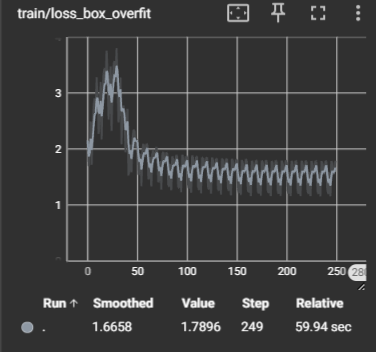 train/loss_box_overfit
3
2
1
0 50 100 150 200 250 280
Run ↑ Smoothed Value Step Relative
. 1.6658 1.7896 249 59.94 sec